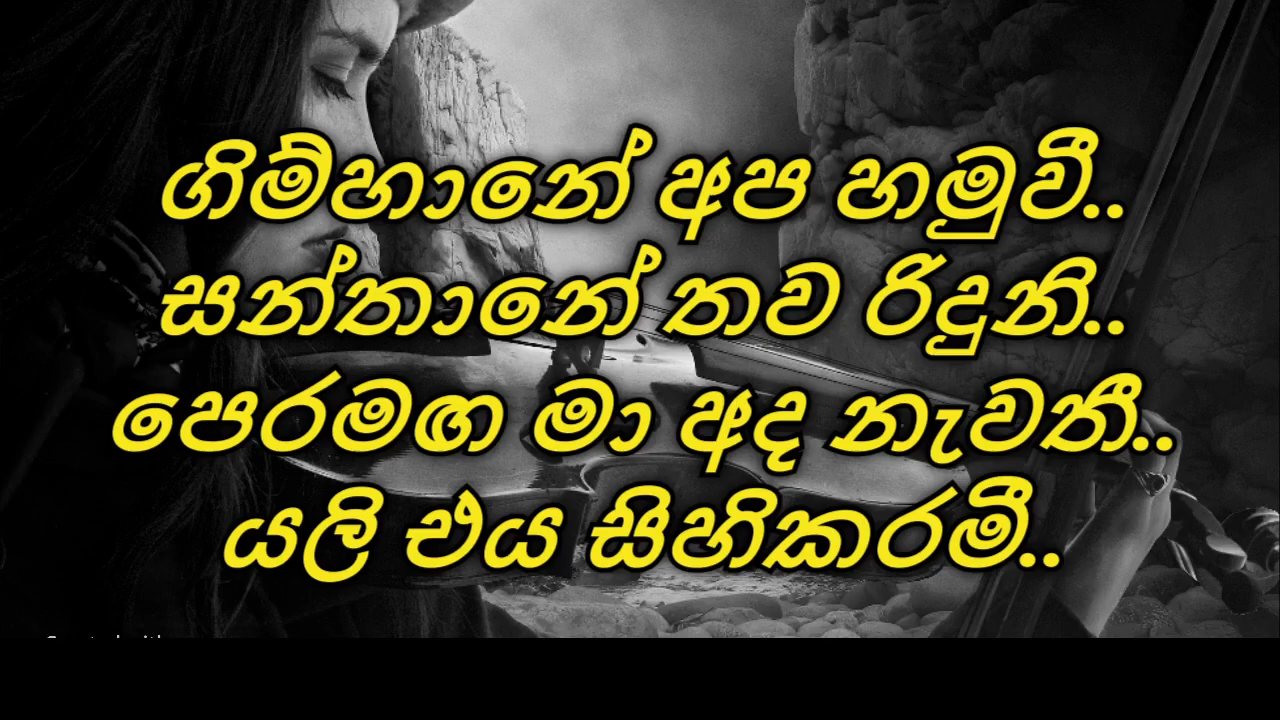 ගිම්හානේ අප හමුවී..
සන්තානේ තව රිදුනි..
පෙරමඟ මා අද නැවතී..
යලි එය සිහිකරමී..